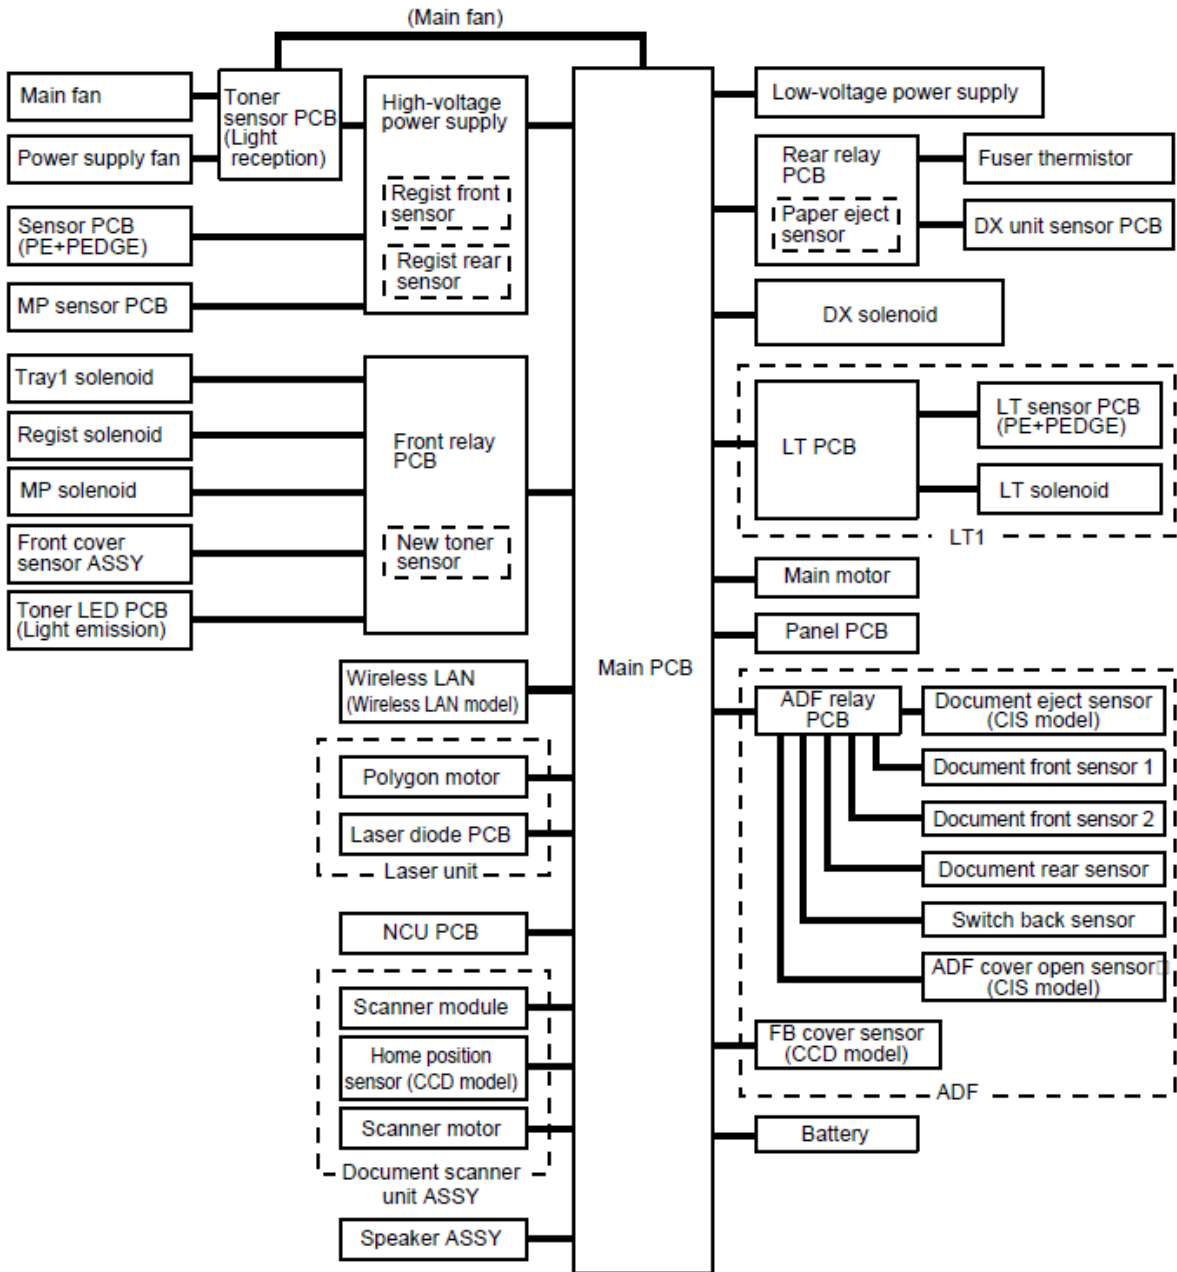 (Main fan)
Main fan
Power supply fan
Toner
sensor PCB
(Light
reception)
High-voltage
power supply
Regist front
sensor
Regist rear
sensor
Sensor PCB
(PE+PEDGE)
MP sensor PCB
Tray1 solenoid
Regist solenoid
MP solenoid
Front cover
sensor ASSY
Toner LED PCB
(Light emission)
Front relay
PCB
New toner
sensor
Wireless LAN
(Wireless LAN model)
Polygon motor
Laser diode PCB
Laser unit
NCU PCB
Scanner module
Home position
sensor (CCD model)
Scanner motor
Document scanner
unit ASSY
Speaker ASSY
Main PCB
Low-voltage power supply
Rear relay
PCB
Paper eject
sensor
Fuser thermistor
DX unit sensor PCB
DX solenoid
LT PCB
LT sensor PCB
(PE+PEDGE)
LT solenoid
LT1
Main motor
Panel PCB
ADF relay
PCB
Document eject sensor
(CIS model)
Document front sensor 1
Document front sensor 2
Document rear sensor
Switch back sensor
ADF cover open sensor
(CIS model)
FB cover sensor
(CCD model)
ADF
Battery